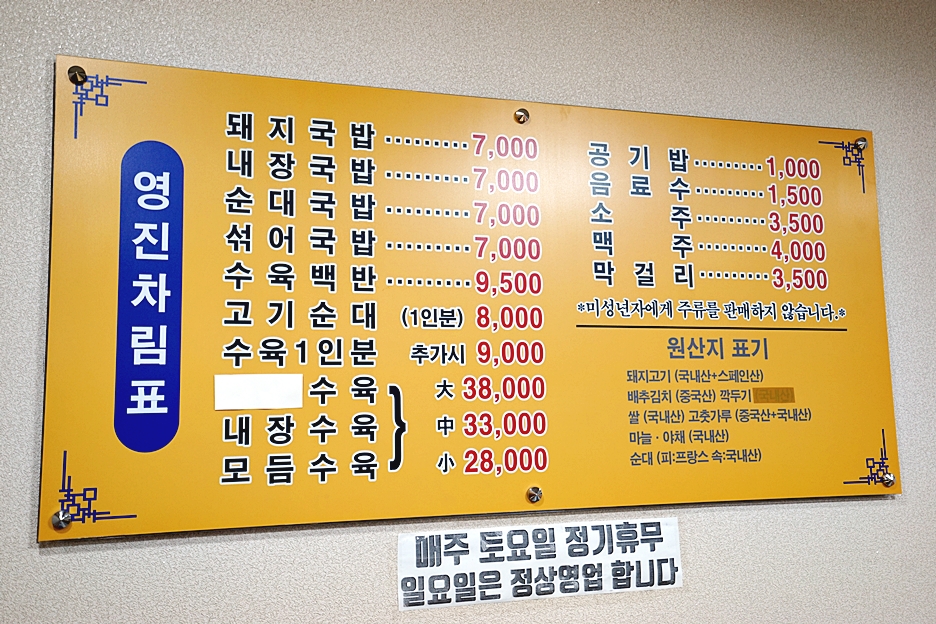 영진차림표
돼지국밥 ········· 7,000
내장국밥 ········· 7,000
순대국밥 ········· 7,000
섞어국밥 ········· 7,000
수육백반 ········· 9,500
고기순대 (1인분) 8,000
수육1인분 추가시 9,000
수육 大 38,000
내장수육 中 33,000
모듬수육 小 28,000
공기밥 ········· 1,000
음료수 ········· 1,500
소주 ········· 3,500
맥주 ········· 4,000
막걸리 ········· 3,500
*미성년자에게 주류를 판매하지 않습니다.*
원산지 표기
돼지고기 (국내산+스페인산)
배추김치 (중국산) 깍두기 (국내산)
쌀 (국내산) 고춧가루 (중국산+국내산)
마늘·야채 (국내산)
순대 (피:프랑스 속:국내산)
매주 토요일 정기휴무
일요일은 정상영업 합니다